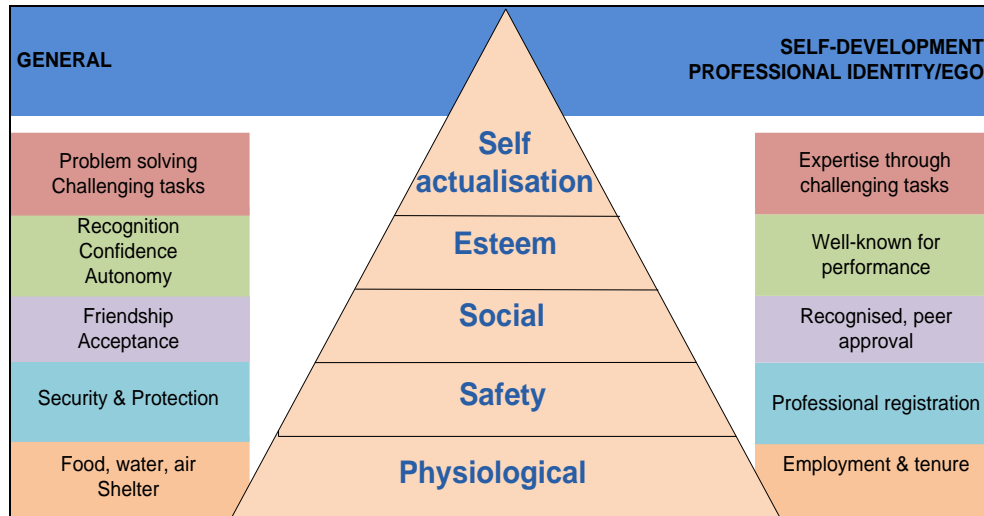 GENERAL
SELF-DEVELOPMENT
PROFESSIONAL IDENTITY/EGO
Problem solving
Challenging tasks
Self
actualisation
Expertise through
challenging tasks
Recognition
Confidence
Autonomy
Esteem
Well-known for
performance
Friendship
Acceptance
Social
Recognised, peer
approval
Security & Protection
Safety
Professional registration
Food, water, air
Shelter
Physiological
Employment & tenure